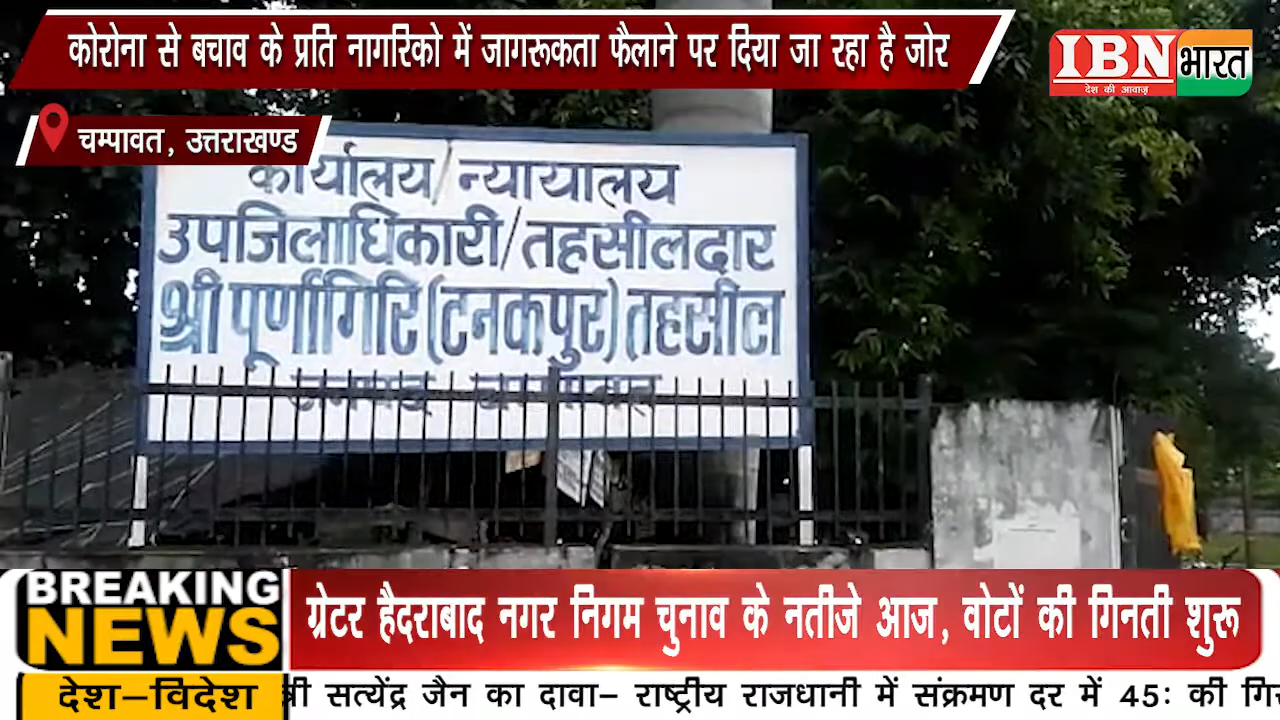 कोरोना से बचाव के प्रति नागरिको में जागरूकता फैलाने पर दिया जा रहा है जोर
IBN भारत
देश की आवाज़
चम्पावत, उत्तराखण्ड
कार्यालय/न्यायालय
उपजिलाधिकारी/तहसीलदार
श्री पूर्णागिरि (टनकपुर) तहसील
BREAKING
NEWS
ग्रेटर हैदराबाद नगर निगम चुनाव के नतीजे आज, वोटों की गिनती शुरू
देश-विदेश
सत्येंद्र जैन का दावा- राष्ट्रीय राजधानी में संक्रमण दर में 45: की